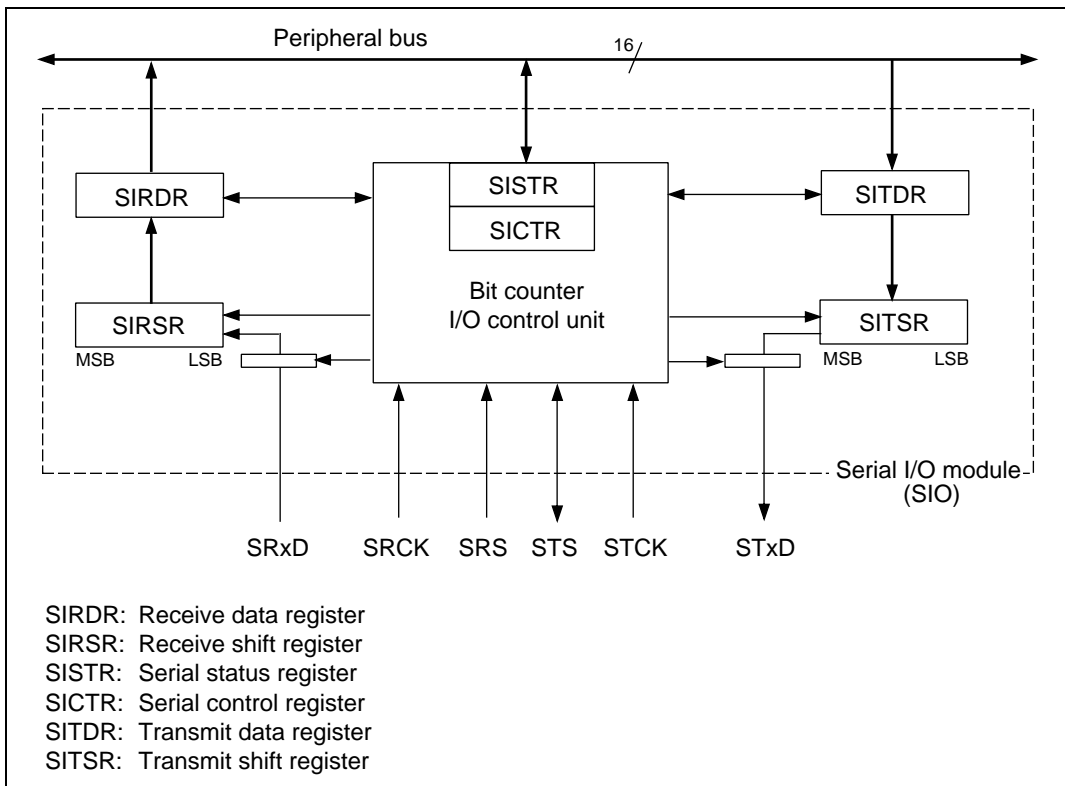 Peripheral bus
16
SIRDR
SISTR
SITDR
SICTR
Bit counter
I/O control unit
SIRSR
SITSR
MSB LSB
MSB LSB
Serial I/O module
(SIO)
SRxD SRCK SRS STS STCK STxD
SIRDR: Receive data register
SIRSR: Receive shift register
SISTR: Serial status register
SICTR: Serial control register
SITDR: Transmit data register
SITSR: Transmit shift register